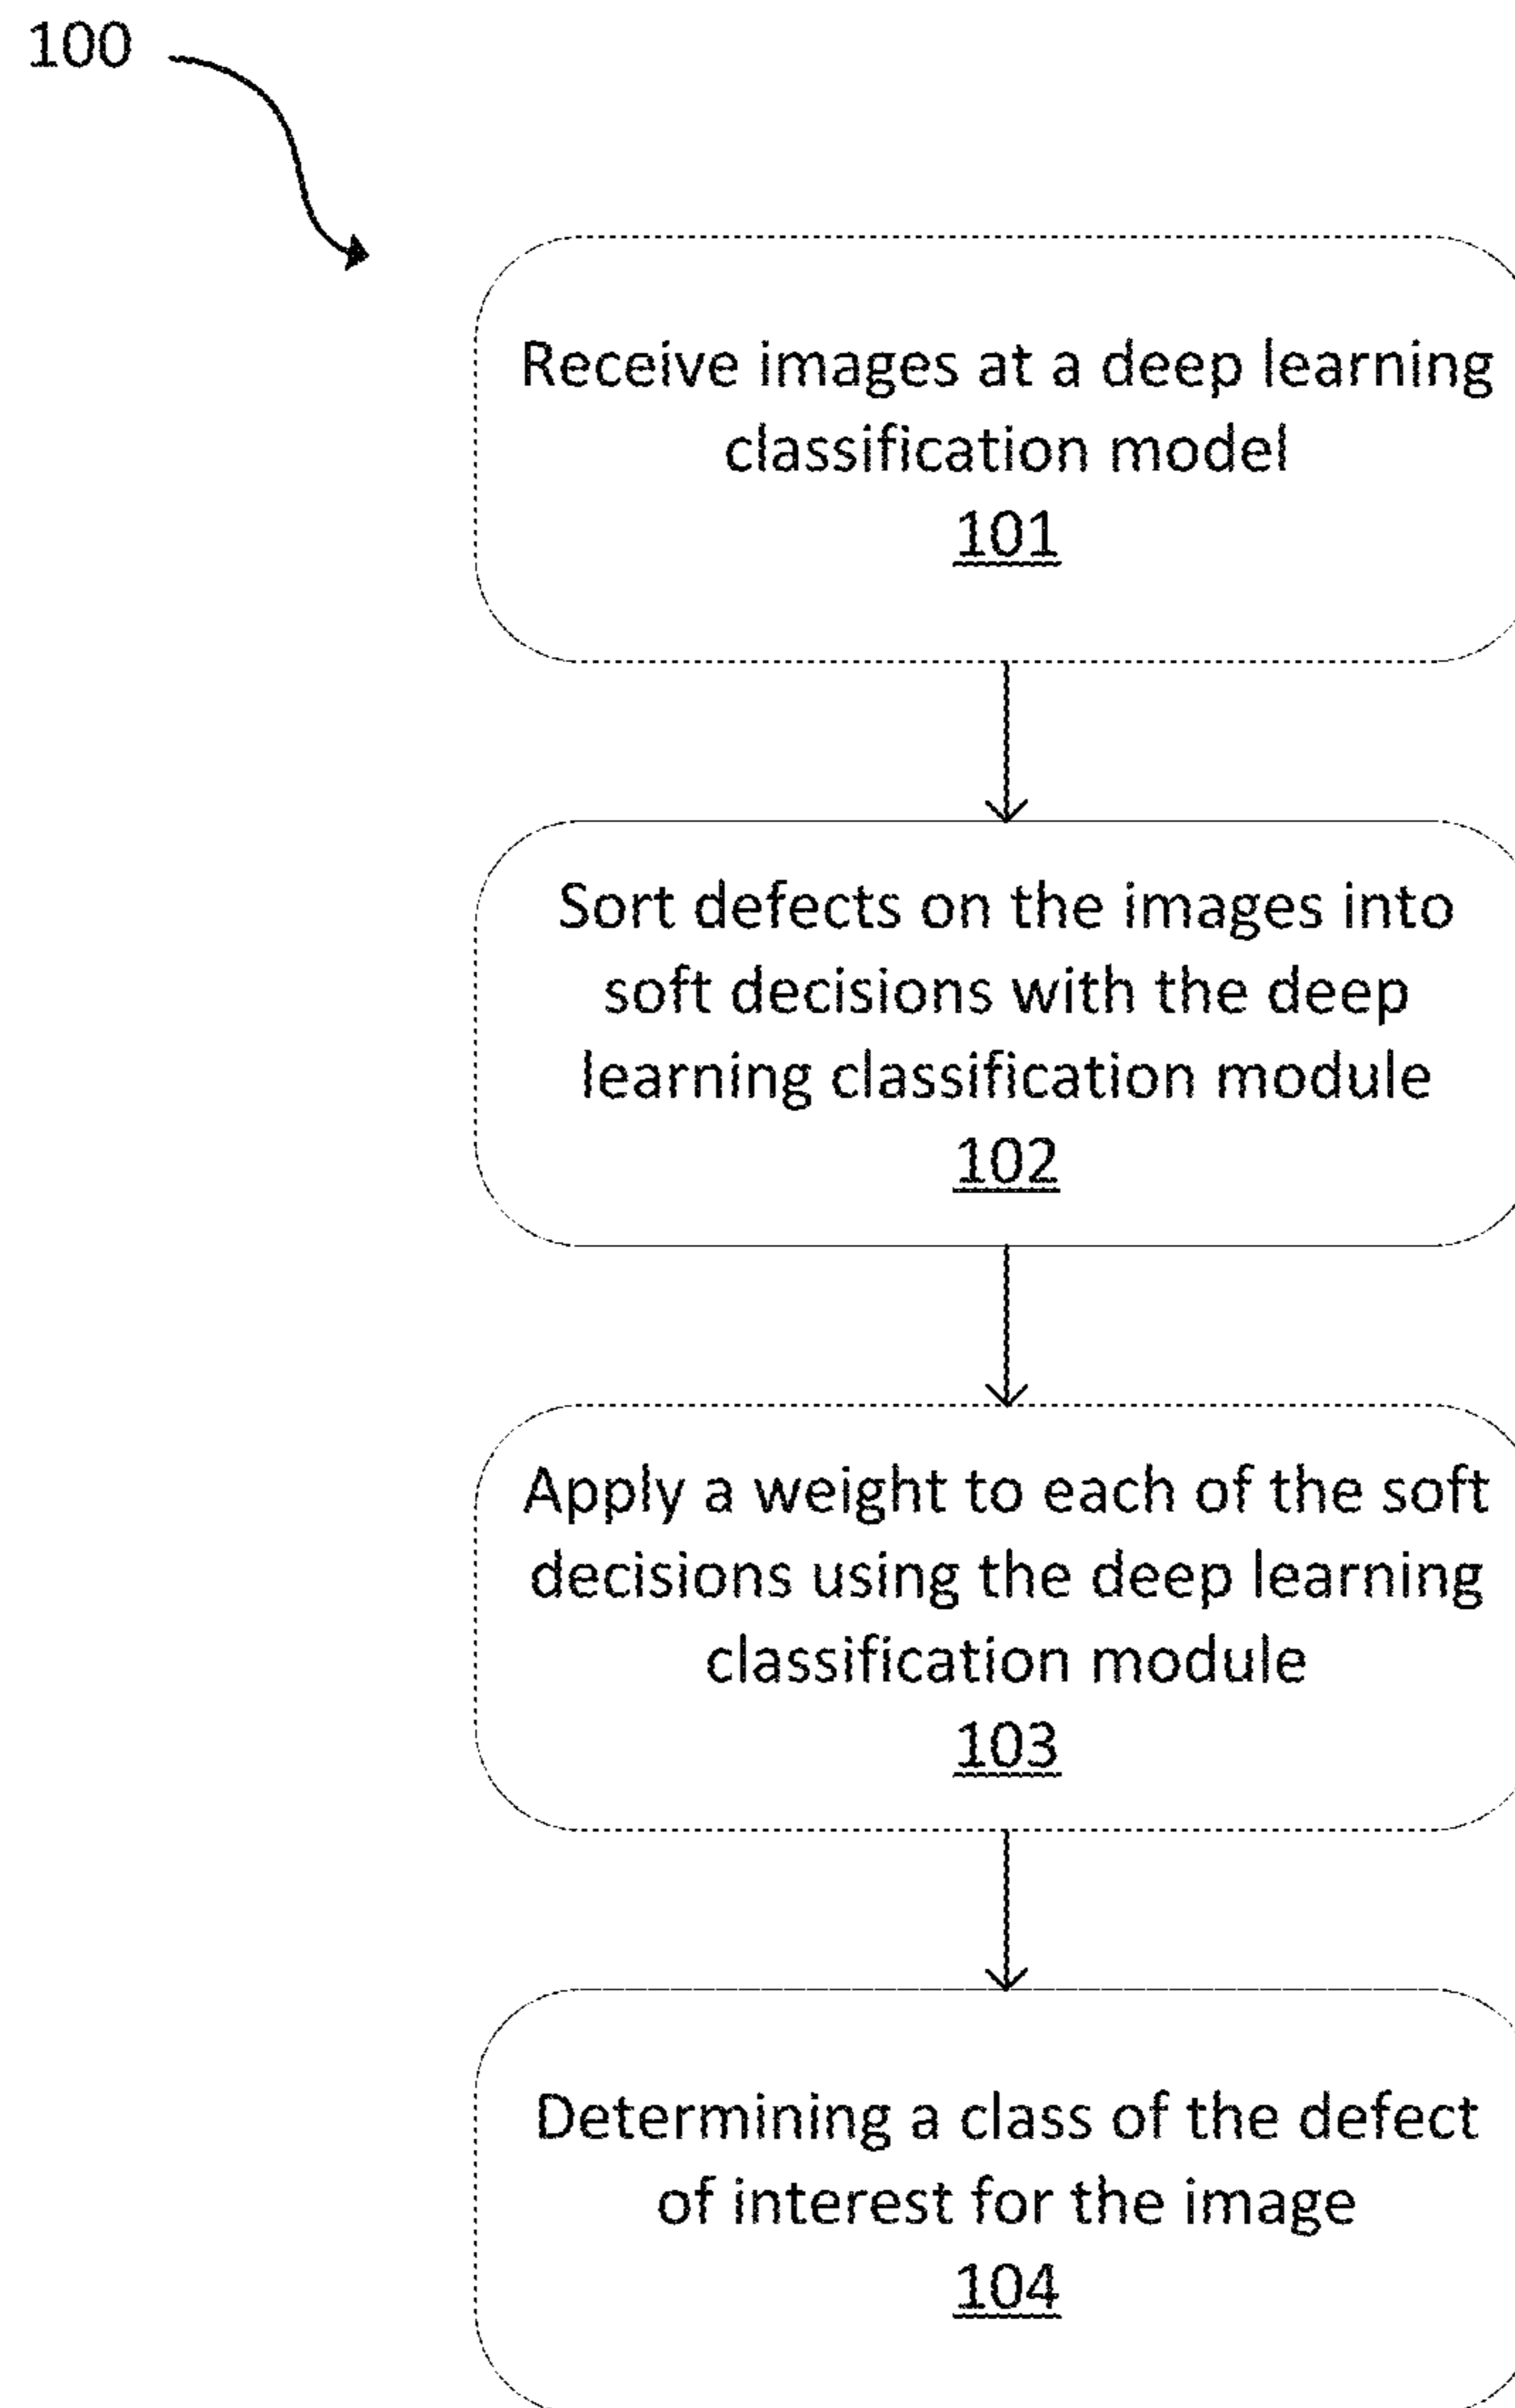 100
Receive images at a deep learning
classification model
101
Sort defects on the images into
soft decisions with the deep
learning classification module
102
Apply a weight to each of the soft
decisions using the deep learning
classification module
103
Determining a class of the defect
of interest for the image
104